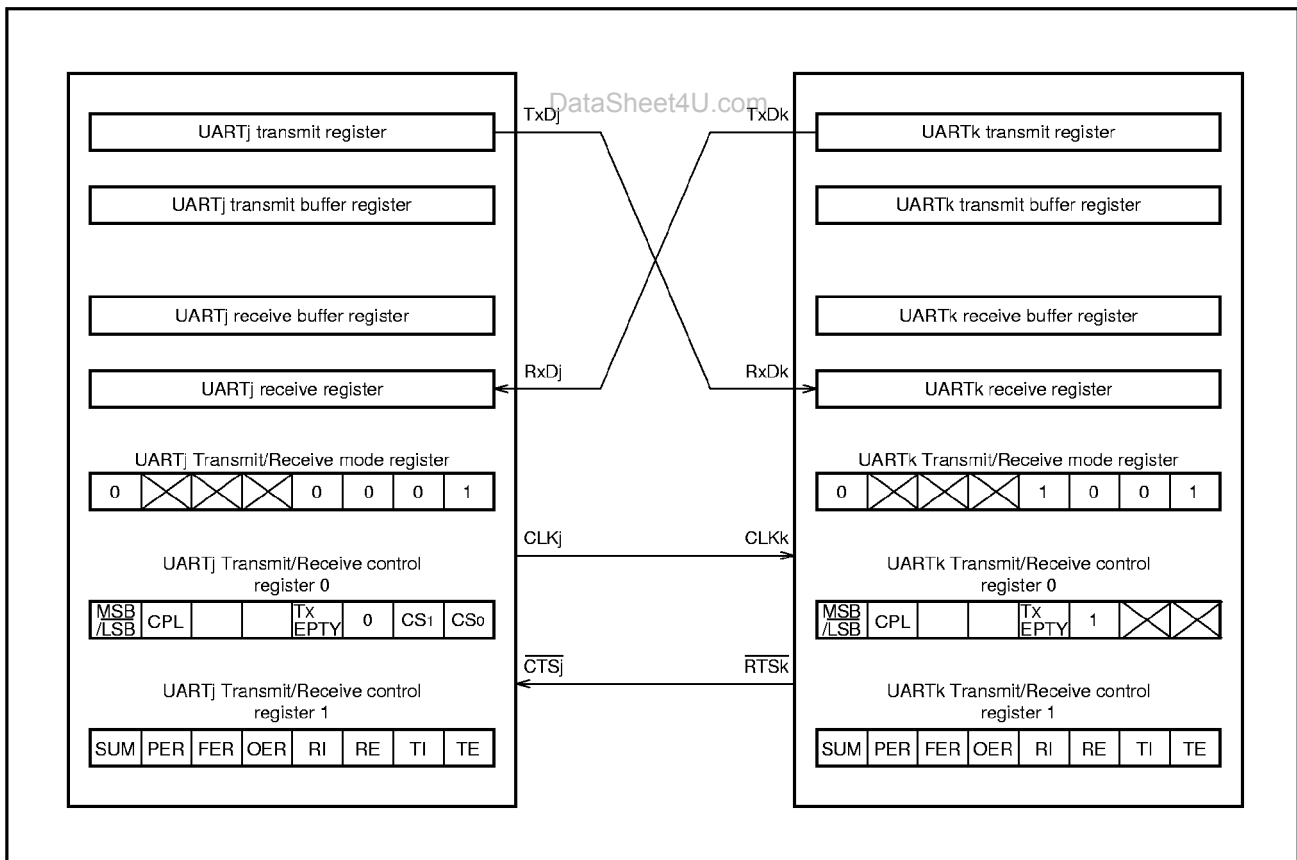 DataSheet4U.com
TxDj TxDk
UARTj transmit register
UARTk transmit register
UARTj transmit buffer register
UARTk transmit buffer register
UARTj receive buffer register
UARTk receive buffer register
RxDj RxDk
UARTj receive register
UARTk receive register
UARTj Transmit/Receive mode register
0 0 0 0 1
UARTk Transmit/Receive mode register
0 1 0 0 1
CLKj CLKk
UARTj Transmit/Receive control
register 0
MSB/LSB CPL Tx EPTY 0 CS1 CS0
UARTk Transmit/Receive control
register 0
MSB/LSB CPL Tx EPTY 1
CTSj RTSk
UARTj Transmit/Receive control
register 1
SUM PER FER OER RI RE TI TE
UARTk Transmit/Receive control
register 1
SUM PER FER OER RI RE TI TE